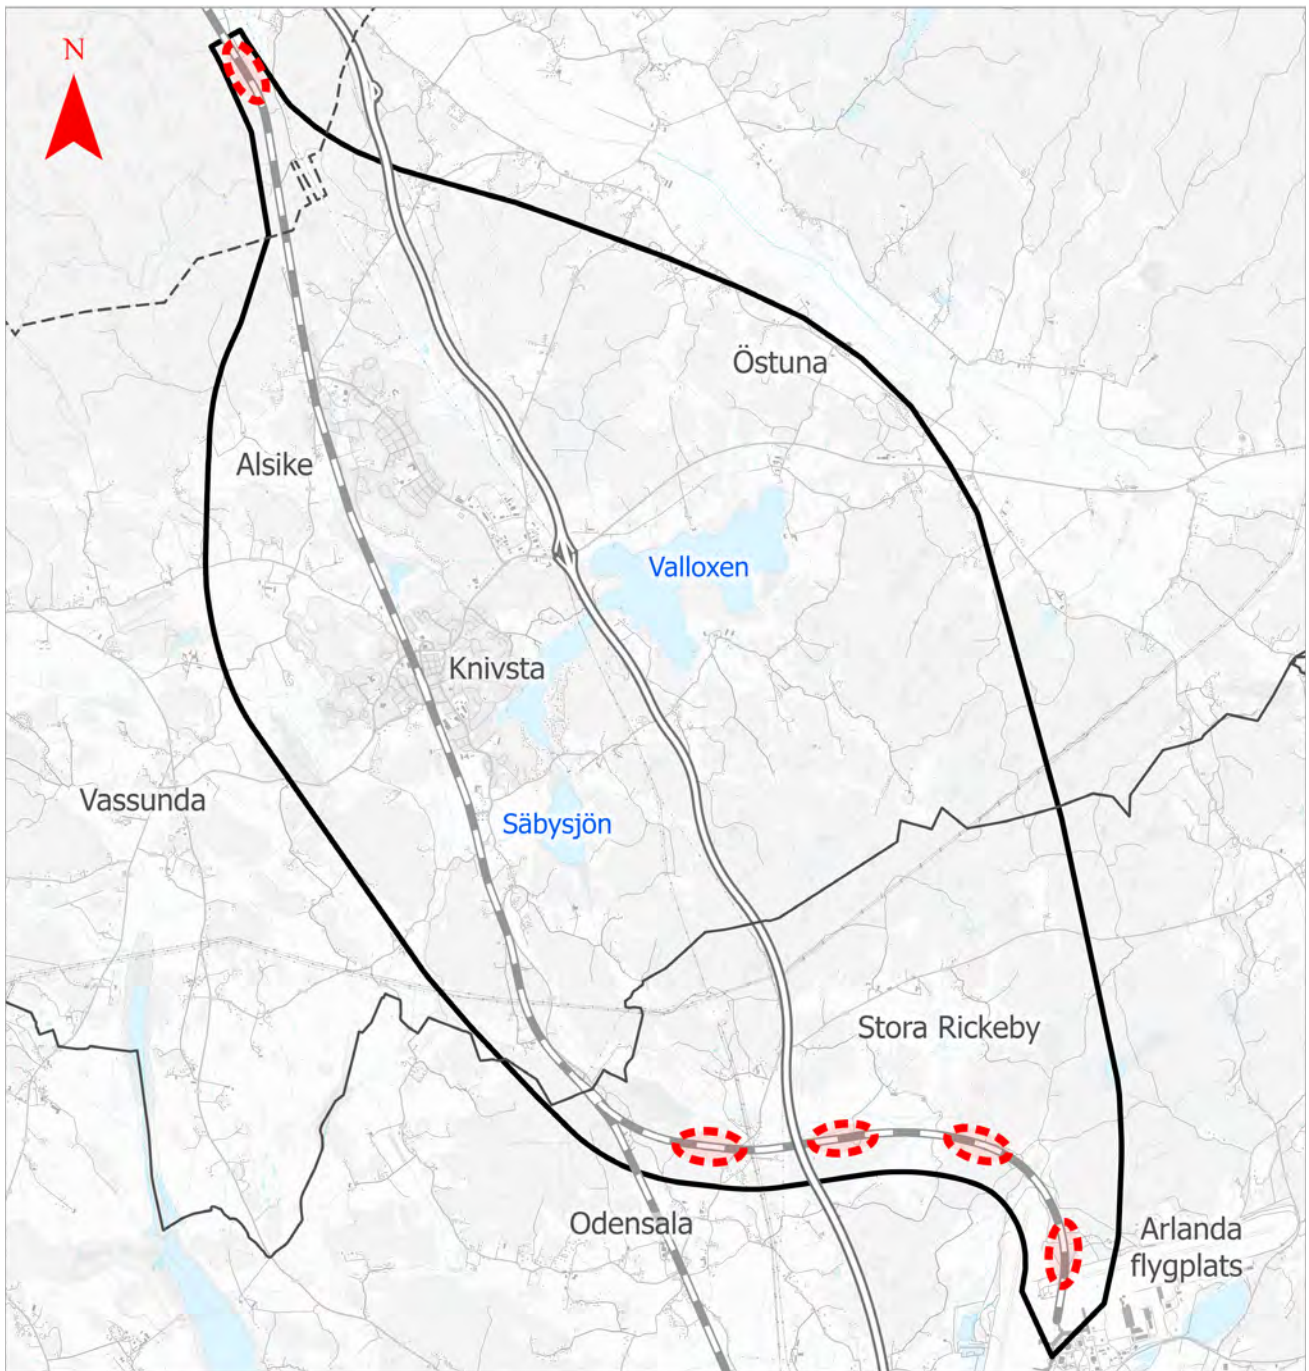 N
Östuna
Alsike
Valloxen
Knivsta
Vassunda
Säbysjön
Stora Rickeby
Odensala
Arlanda
flygplats